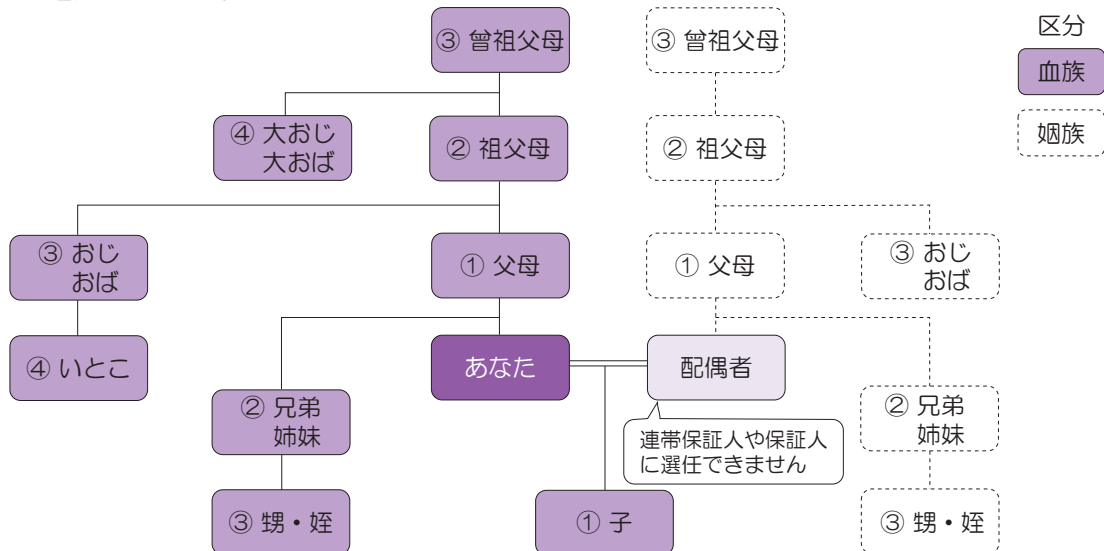 ③ 曾祖父母
③ 曾祖父母
区分
血族
④ 大おじ
大おば
② 祖父母
② 祖父母
姻族
③ おじ
おば
① 父母
① 父母
③ おじ
おば
④ いとこ
あなた
配偶者
② 兄弟
姉妹
連帯保証人や保証人
に選任できません
② 兄弟
姉妹
③ 甥・姪
① 子
③ 甥・姪